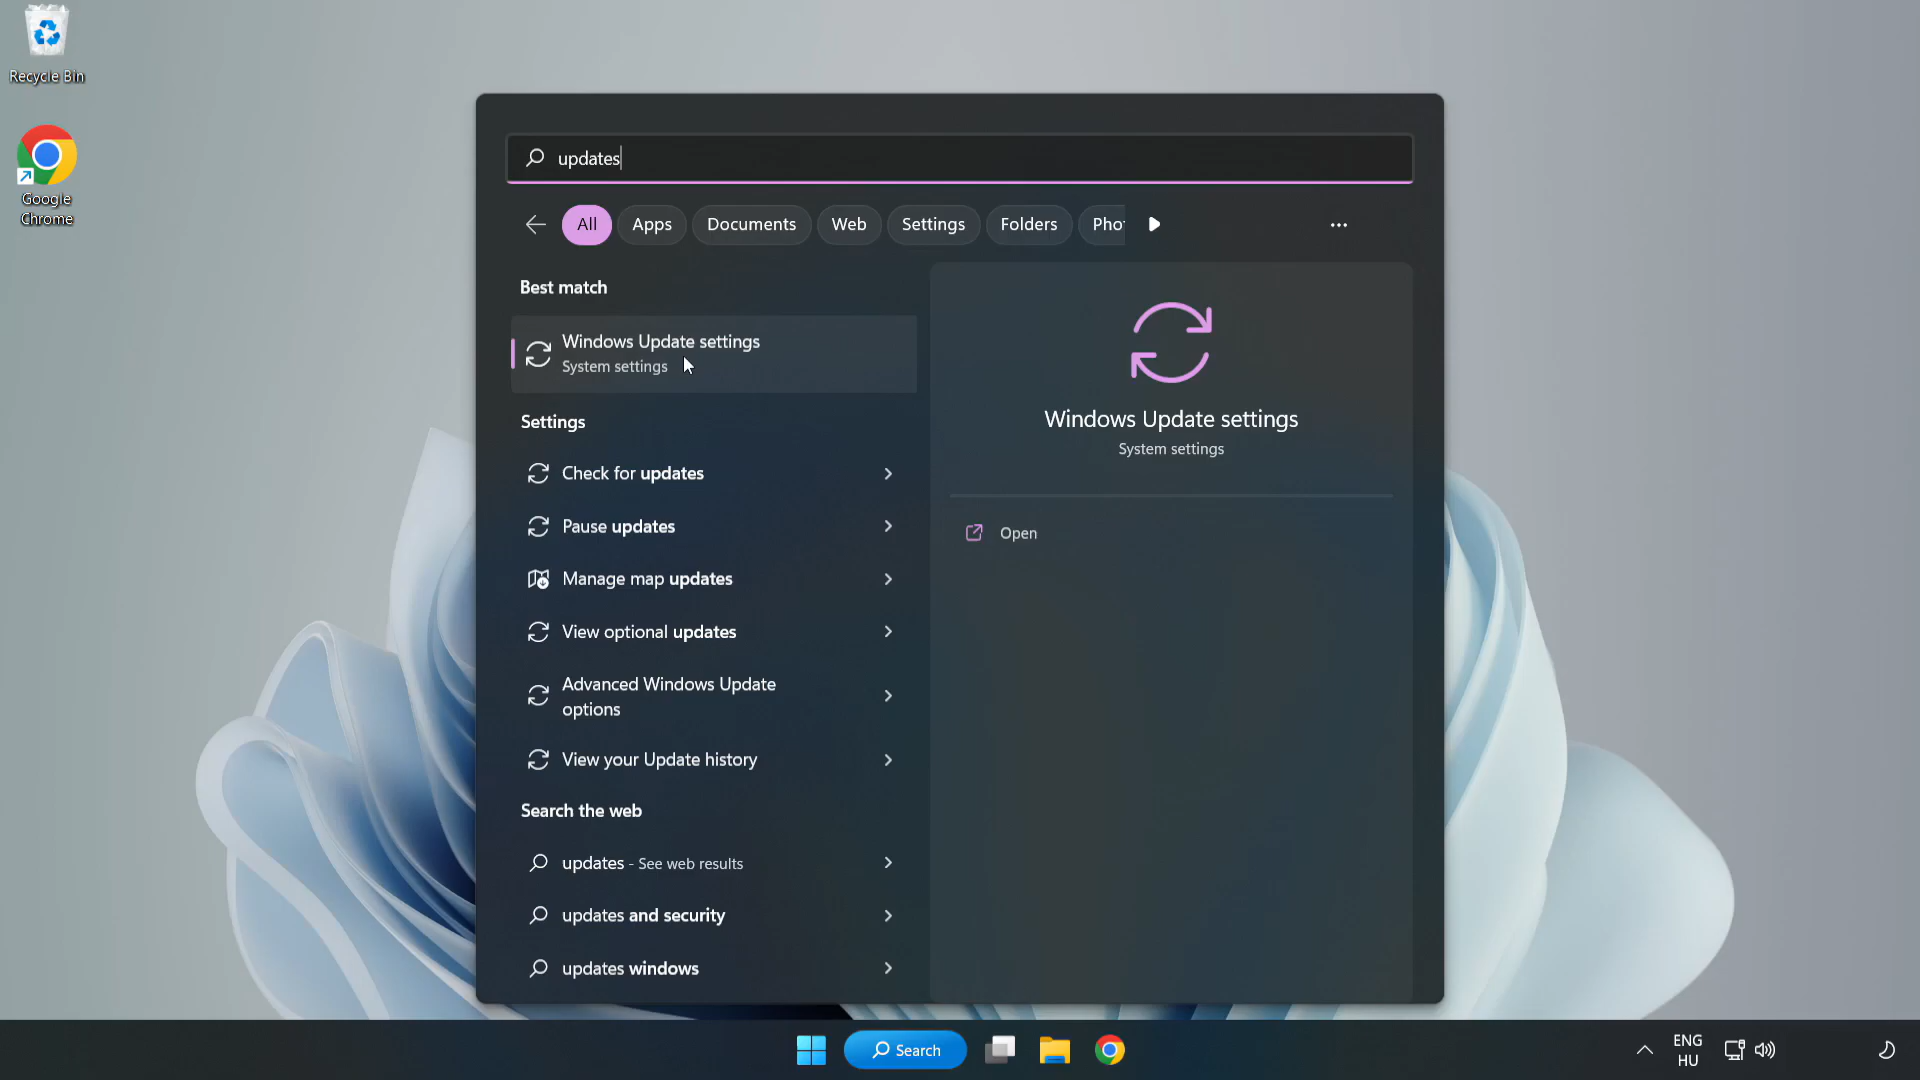 Recycle Bin
Google
Chrome
updates
All
Apps
Documents
Web
Settings
Folders
Pho
Best match
Windows Update settings
System settings
Settings
Check for updates
Pause updates
Manage map updates
View optional updates
Advanced Windows Update
options
View your Update history
Search the web
updates - See web results
updates and security
updates windows
Windows Update settings
System settings
Open
Search
ENG
HU